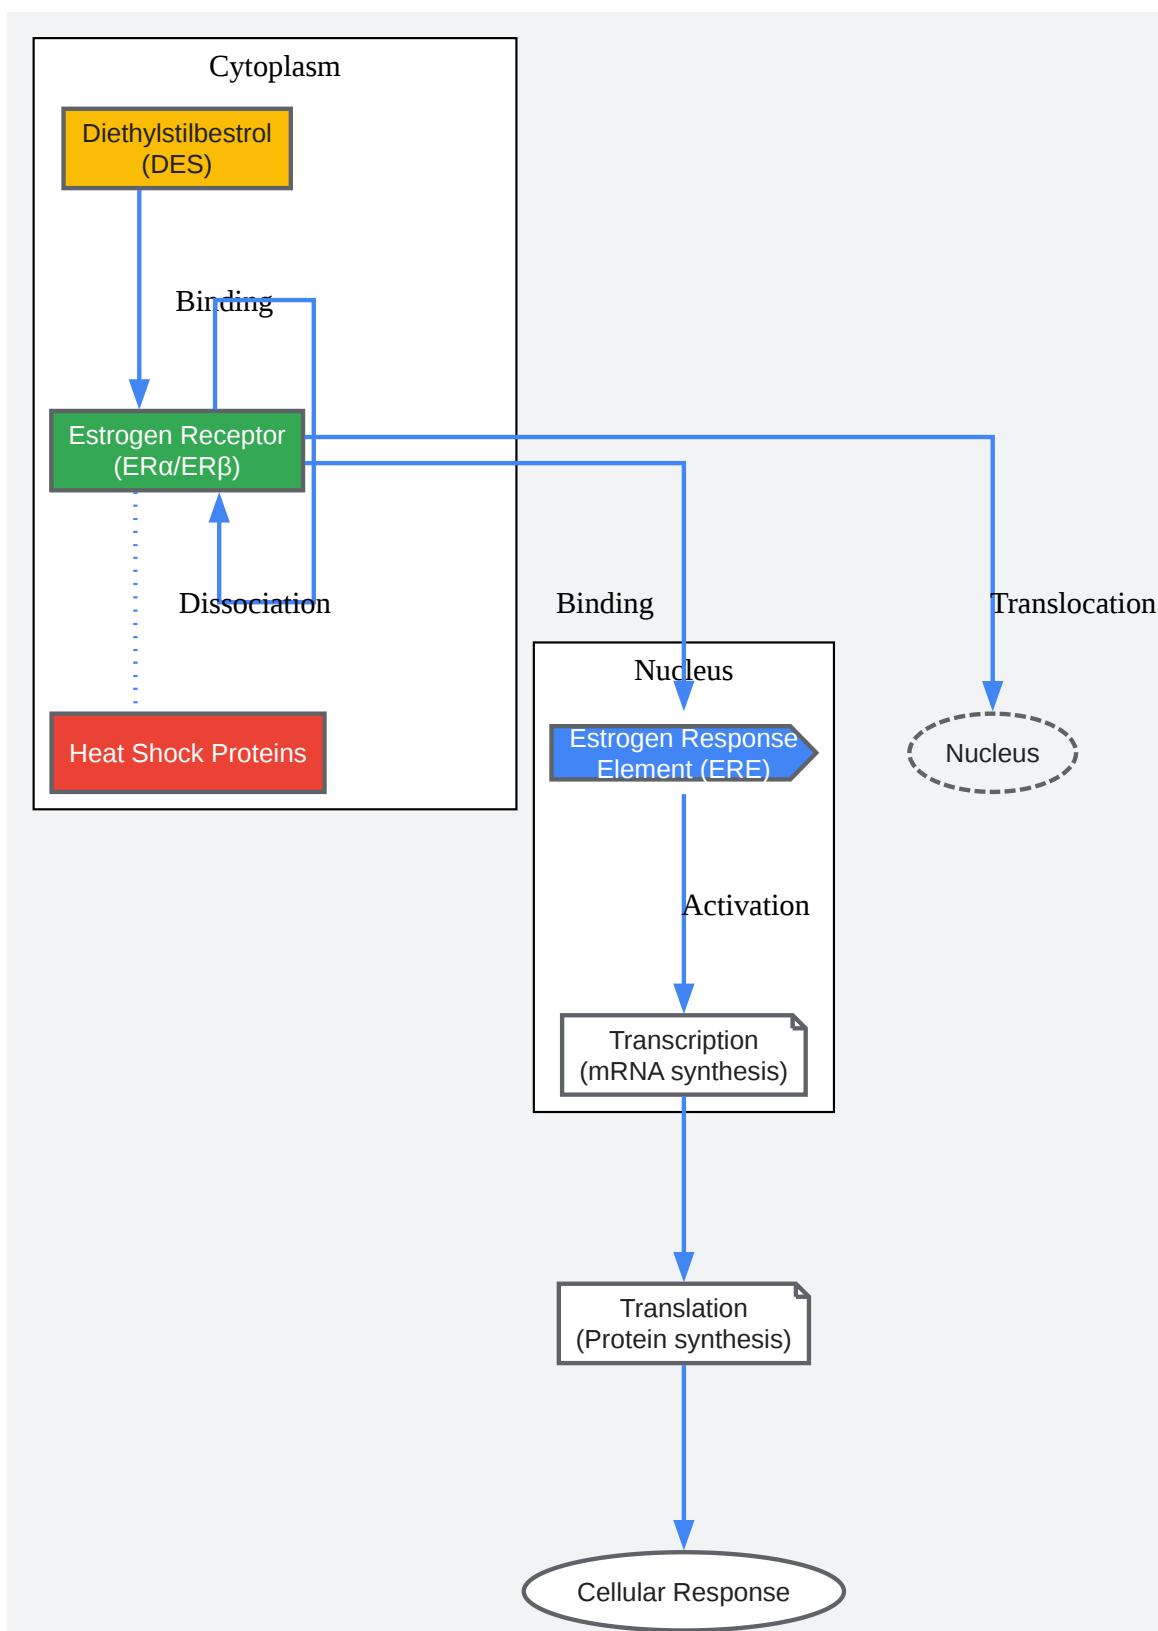 Cytoplasm
Diethylstilbestrol
(DES)
Binding
Estrogen Receptor
(ERα/ERβ)
Dissociation
Binding
Translocation
Heat Shock Proteins
Nucleus
Estrogen Response
Element (ERE)
Nucleus
Activation
Transcription
(mRNA synthesis)
Translation
(Protein synthesis)
Cellular Response